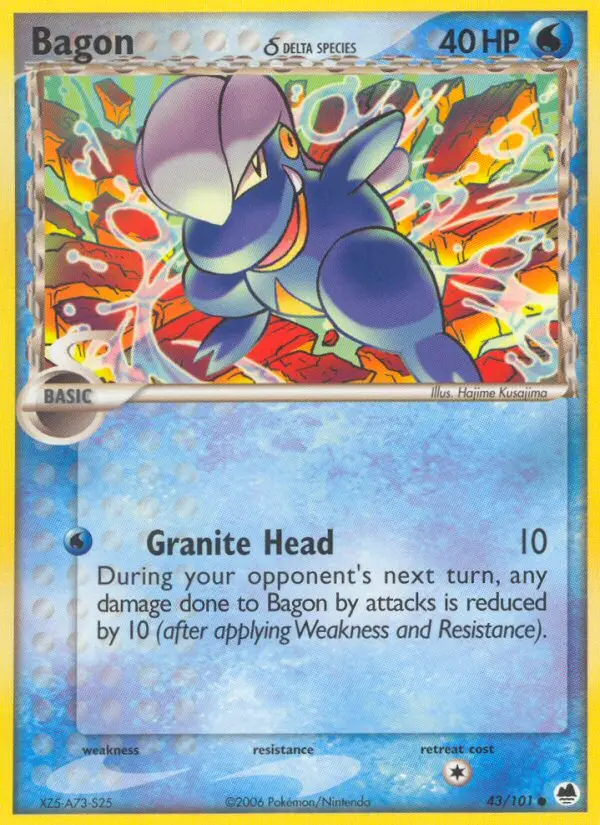 Bagon δ DELTA SPECIES 40 HP
BASIC
Illus. Hajime Kusajima
Granite Head 10
During your opponent's next turn, any
damage done to Bagon by attacks is reduced
by 10 (after applying Weakness and Resistance).
weakness resistance retreat cost
XZ5-A73-S25 ©2006 Pokémon/Nintendo 43/101